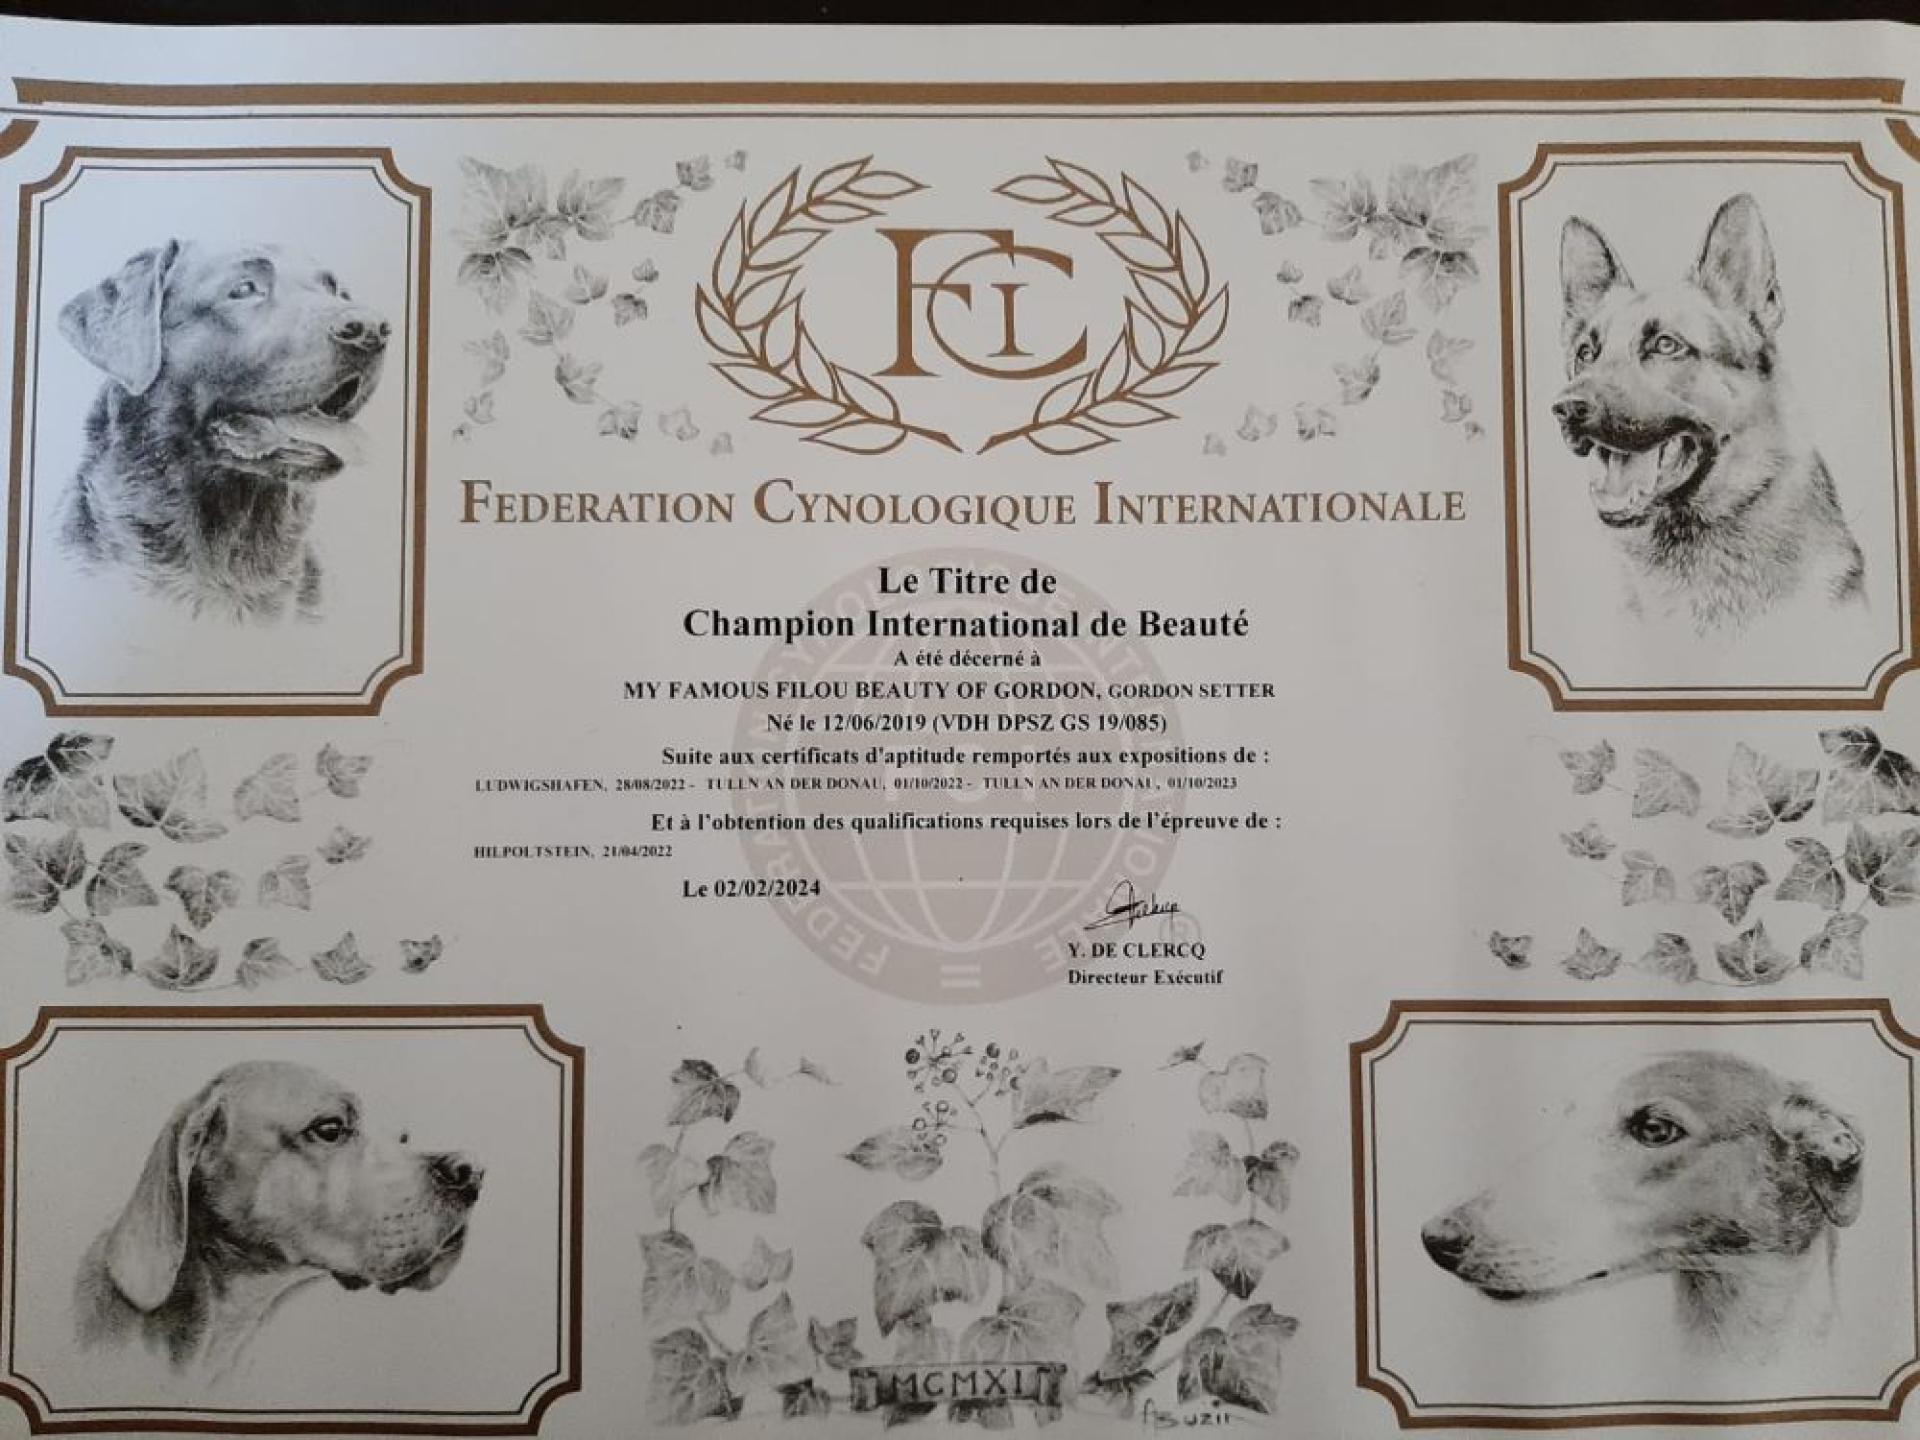 FCI
FEDERATION CYNOLOGIQUE INTERNATIONALE
Le Titre de
Champion International de Beauté
A été décerné à
MY FAMOUS FILOU BEAUTY OF GORDON, GORDON SETTER
Né le 12/06/2019 (VDH DPSZ GS 19/085)
Suite aux certificats d'aptitude remportés aux expositions de :
LUDWIGSHAFEN, 28/08/2022 - TULLN AN DER DONAU, 01/10/2022 - TULLN AN DER DONAU, 01/10/2023
Et à l'obtention des qualifications requises lors de l'épreuve de :
HILPOLTSTEIN, 21/04/2022
Le 02/02/2024
Y. DE CLERCQ
Directeur Exécutif
MCMXI